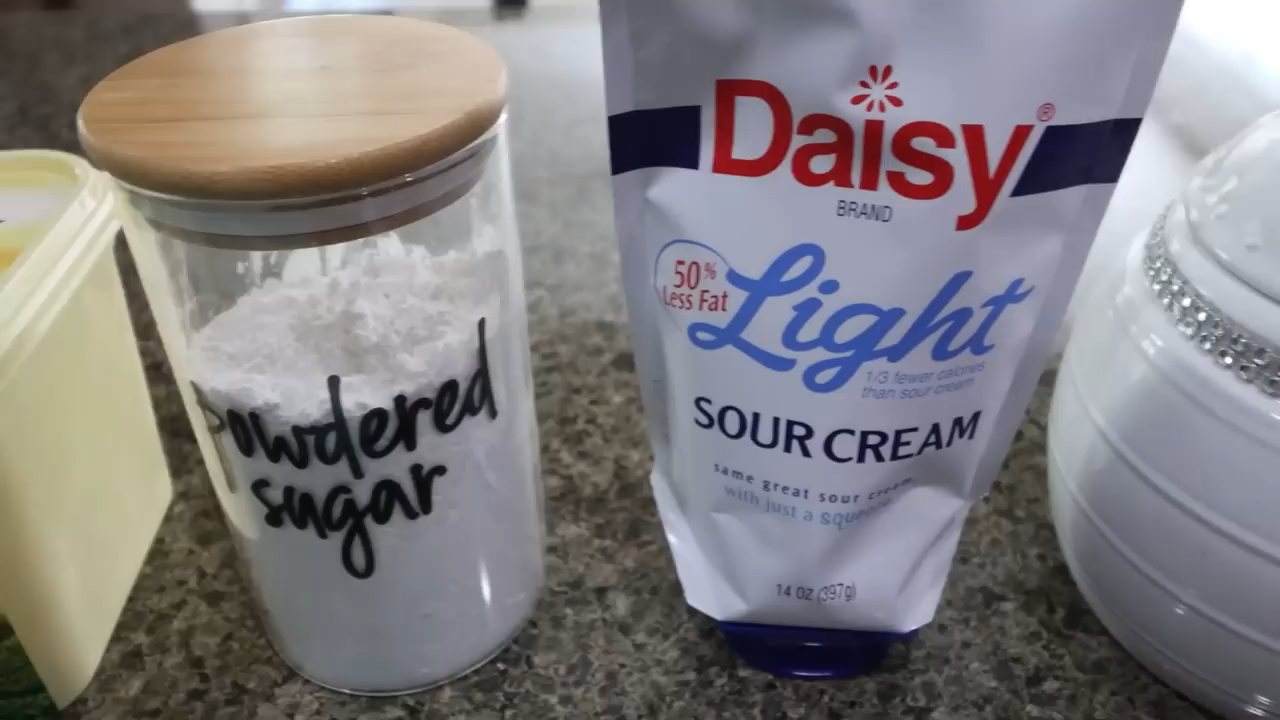 Powdered
sugar
Daisy®
BRAND
50%
Less Fat
Light
1/3 fewer calories
than sour cream
SOUR CREAM
same great sour cream
with just a squeeze
14 OZ (397g)